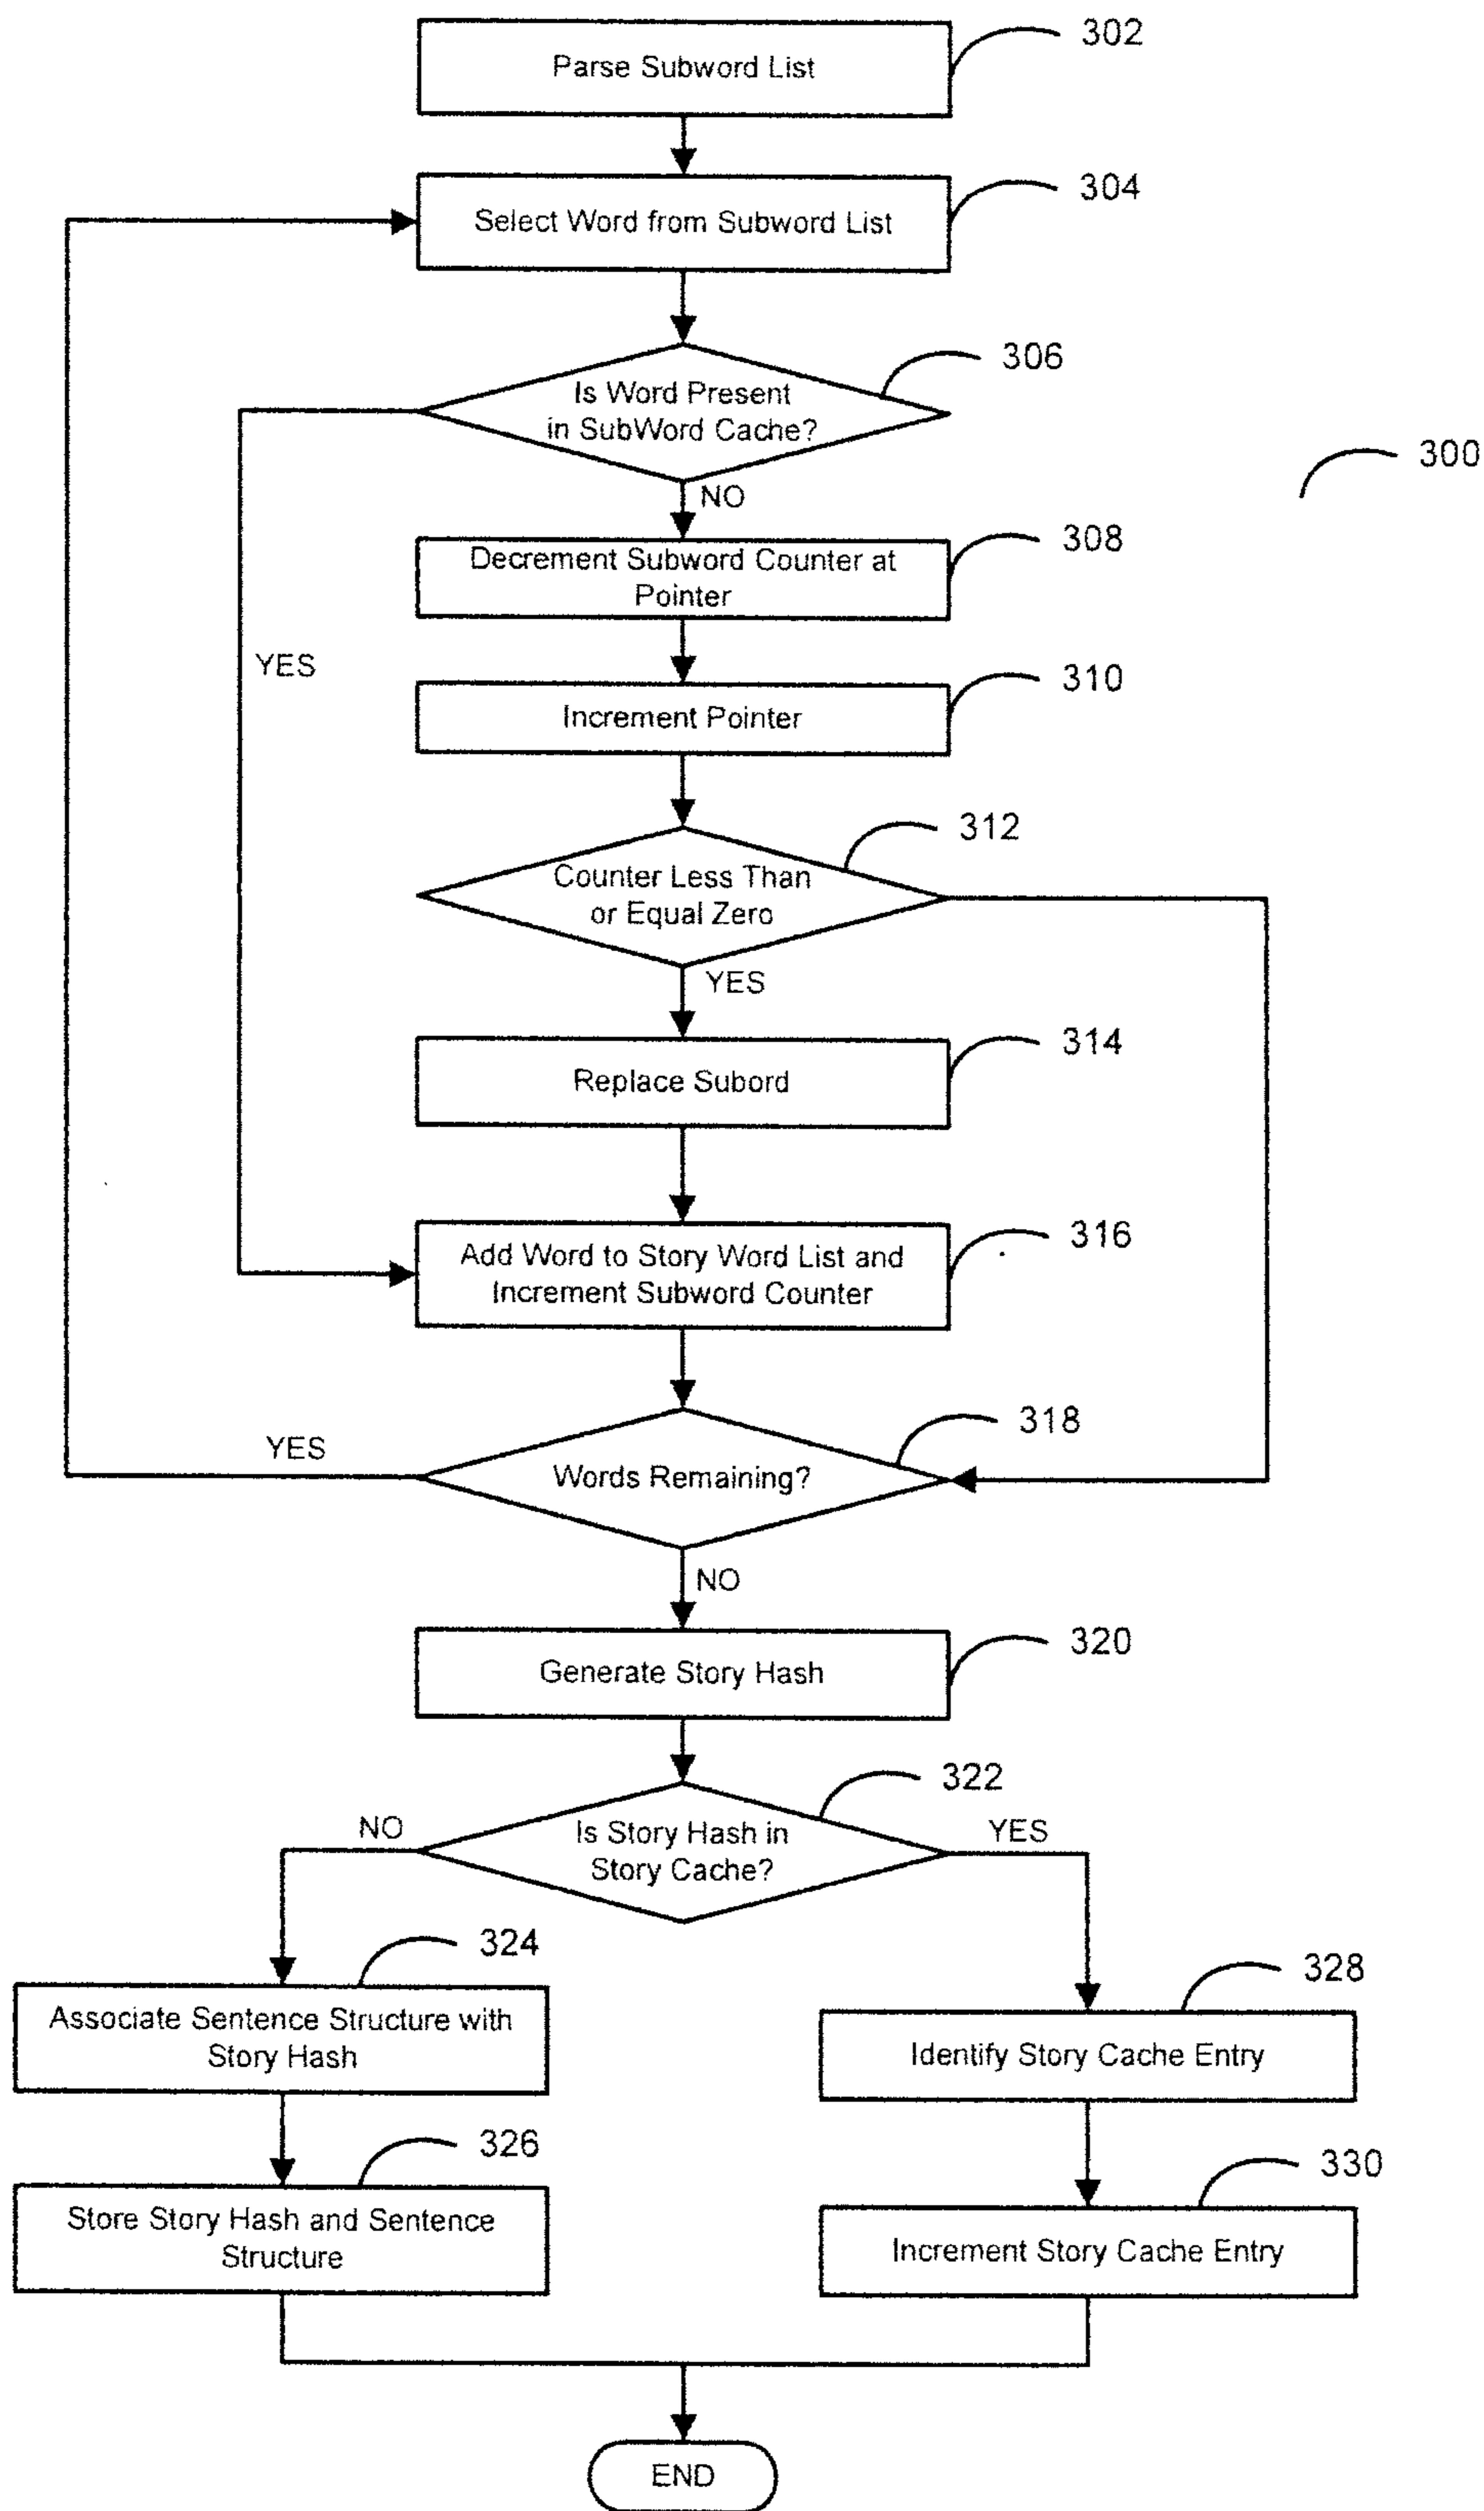 302
Parse Subword List
304
Select Word from Subword List
306
Is Word Present
in SubWord Cache?
300
NO
308
Decrement Subword Counter at
Pointer
YES
310
Increment Pointer
312
Counter Less Than
or Equal Zero
YES
314
Replace Subord
316
Add Word to Story Word List and
Increment Subword Counter
318
YES
Words Remaining?
NO
320
Generate Story Hash
322
NO
Is Story Hash in
Story Cache?
YES
324
Associate Sentence Structure with
Story Hash
328
Identify Story Cache Entry
326
Store Story Hash and Sentence
Structure
330
Increment Story Cache Entry
END